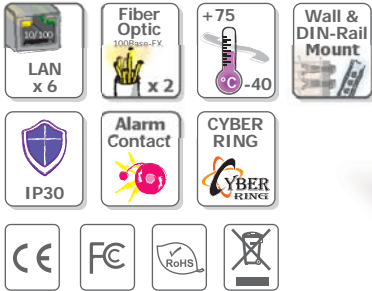 10/100
LAN
x 6
Fiber
Optic
100Base-FX
x 2
+75
°C
-40
Wall &
DIN-Rail
Mount
IP30
Alarm
Contact
CYBER
RING
CYBER
RING
CE
FC
RoHS